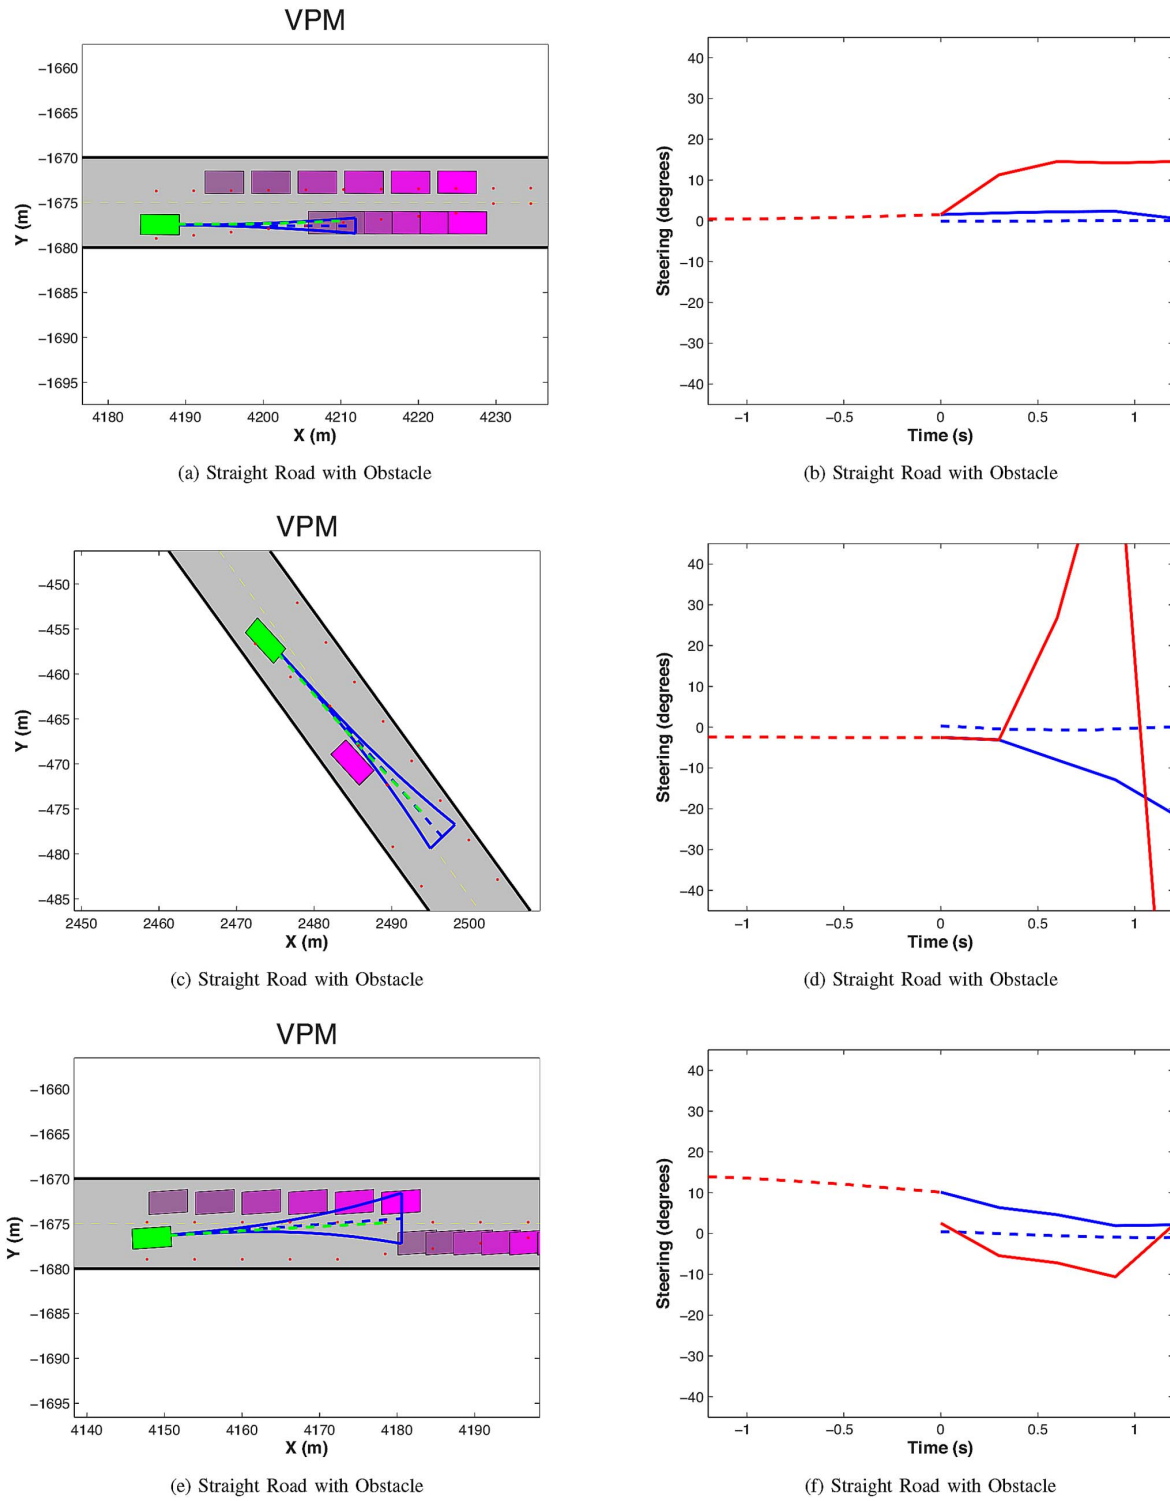 VPM
−1660
−1665
−1670
−1675
−1680
−1685
−1690
−1695
Y (m)
4180 4190 4200 4210 4220 4230
X (m)
40
30
20
10
0
−10
−20
−30
−40
Steering (degrees)
−1 −0.5 0 0.5 1
Time (s)
(a) Straight Road with Obstacle
(b) Straight Road with Obstacle
VPM
−450
−455
−460
−465
−470
−475
−480
−485
Y (m)
2450 2460 2470 2480 2490 2500
X (m)
40
30
20
10
0
−10
−20
−30
−40
Steering (degrees)
−1 −0.5 0 0.5 1
Time (s)
(c) Straight Road with Obstacle
(d) Straight Road with Obstacle
VPM
−1660
−1665
−1670
−1675
−1680
−1685
−1690
−1695
Y (m)
4140 4150 4160 4170 4180 4190
X (m)
40
30
20
10
0
−10
−20
−30
−40
Steering (degrees)
−1 −0.5 0 0.5 1
Time (s)
(e) Straight Road with Obstacle
(f) Straight Road with Obstacle